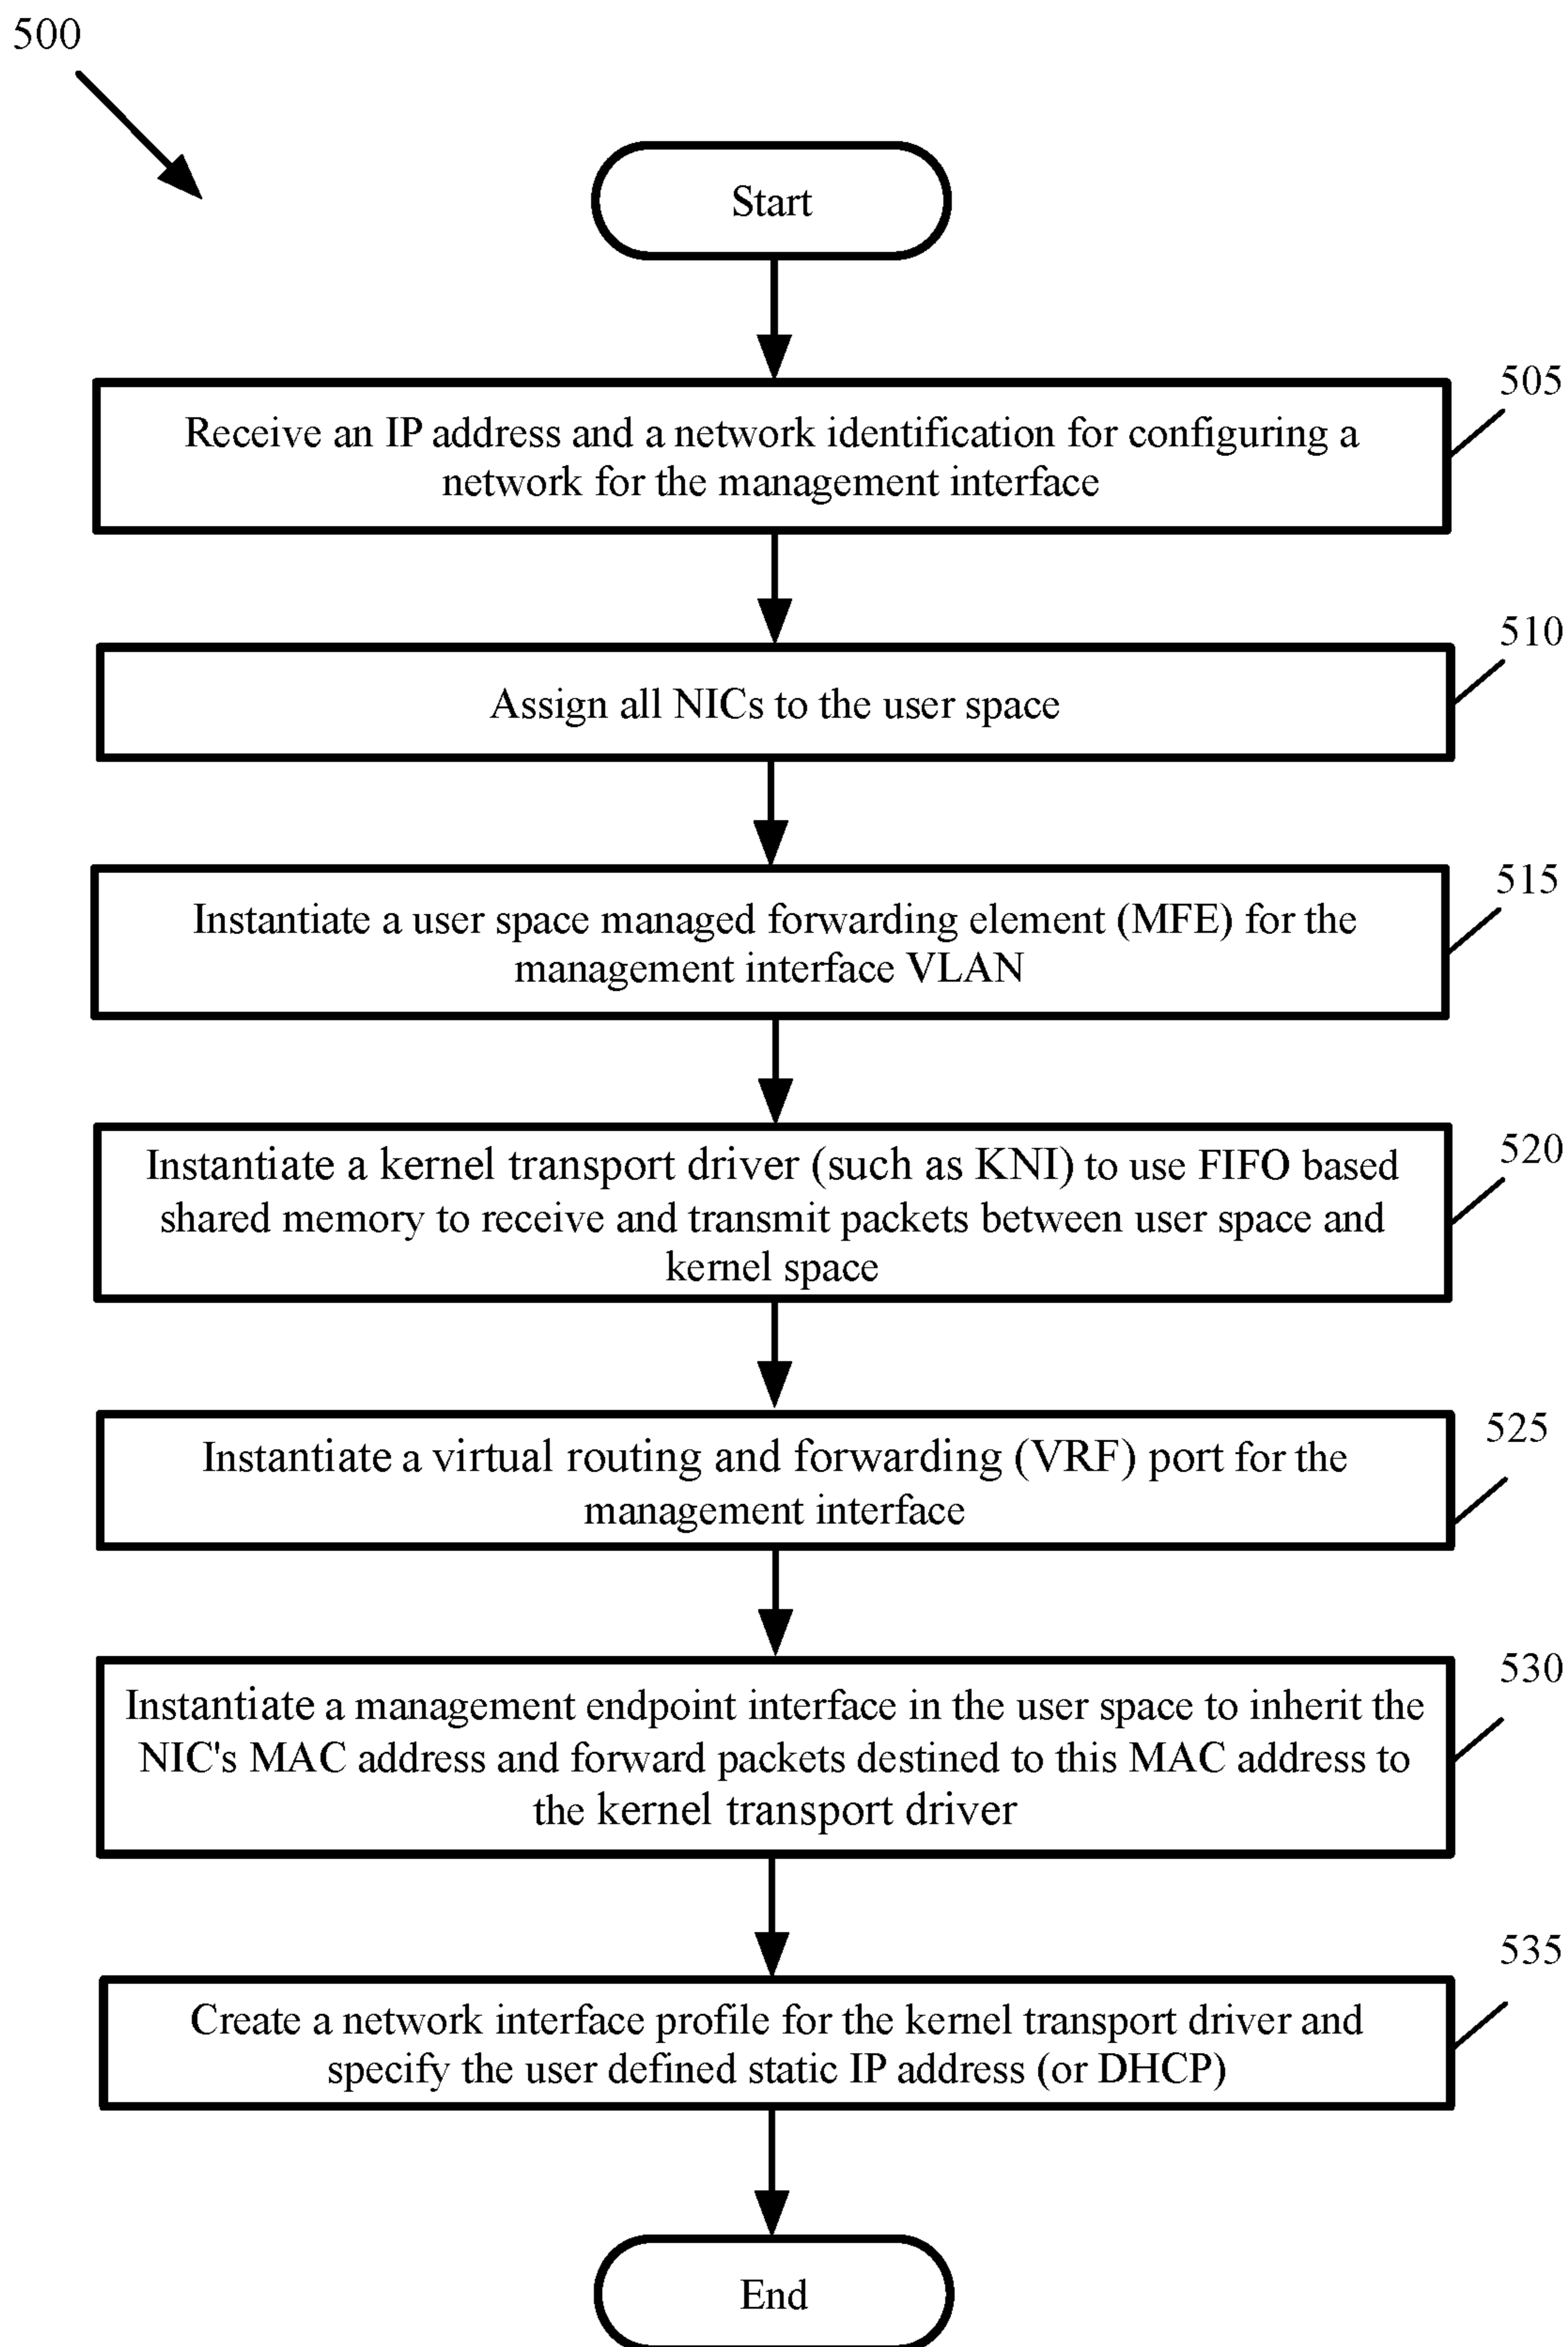 500
Start
505
Receive an IP address and a network identification for configuring a
network for the management interface
510
Assign all NICs to the user space
515
Instantiate a user space managed forwarding element (MFE) for the
management interface VLAN
520
Instantiate a kernel transport driver (such as KNI) to use FIFO based
shared memory to receive and transmit packets between user space and
kernel space
525
Instantiate a virtual routing and forwarding (VRF) port for the
management interface
530
Instantiate a management endpoint interface in the user space to inherit the
NIC's MAC address and forward packets destined to this MAC address to
the kernel transport driver
535
Create a network interface profile for the kernel transport driver and
specify the user defined static IP address (or DHCP)
End